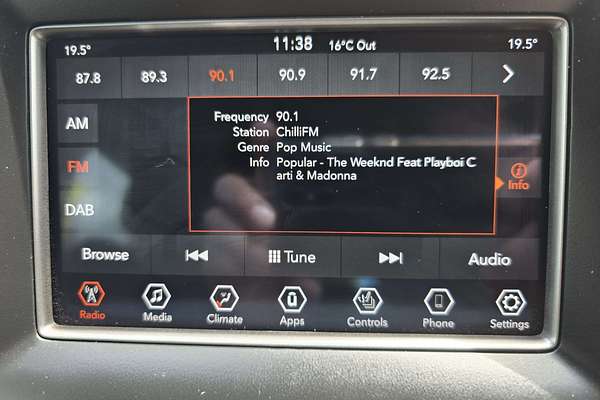 19.5° 11:38 16°C Out 19.5°
87.8 89.3 90.1 90.9 91.7 92.5
AM
Frequency 90.1
Station ChilliFM
Genre Pop Music
Info Popular - The Weeknd Feat Playboi C
arti & Madonna
FM
Info
DAB
Browse Tune Audio
Radio Media Climate Apps Controls Phone Settings